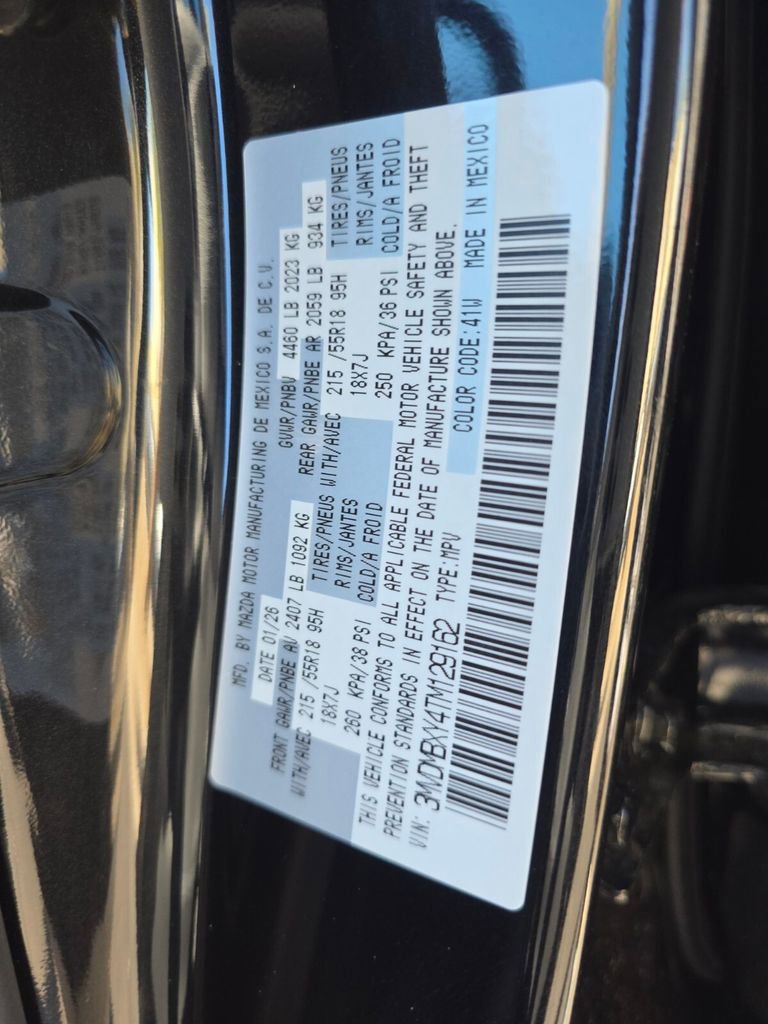 MFD. BY MAZDA MOTOR MANUFACTURING DE MEXICO S.A. DE C.V.
DATE 01/26 GVWR/PNBV 4460 LB 2023 KG
FRONT GAWR/PNBE AV 2407 LB 1092 KG REAR GAWR/PNBE AR 2059 LB 934 KG
WITH/AVEC 215 /55R18 95H TIRES/PNEUS WITH/AVEC 215 /55R18 95H TIRES/PNEUS
18X7J RIMS/JANTES 18X7J RIMS/JANTES
260 KPA/38 PSI COLD/A FROID 250 KPA/36 PSI COLD/A FROID
THIS VEHICLE CONFORMS TO ALL APPLICABLE FEDERAL MOTOR VEHICLE SAFETY AND THEFT
PREVENTION STANDARDS IN EFFECT ON THE DATE OF MANUFACTURE SHOWN ABOVE.
VIN: 3MVDMBXY4TM129162 TYPE:MPV COLOR CODE:41W MADE IN MEXICO